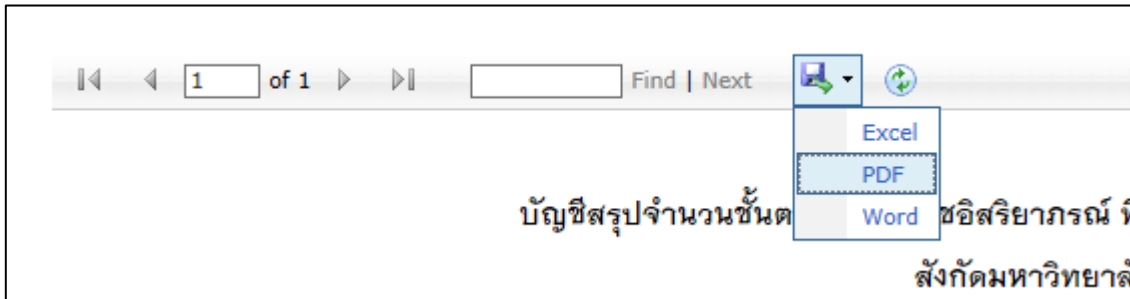 1 of 1 Find | Next
Excel
PDF
Word
บัญชีสรุปจำนวนชั้นต ชอิสริยาภรณ์
สังกัดมหาวิทยาลั